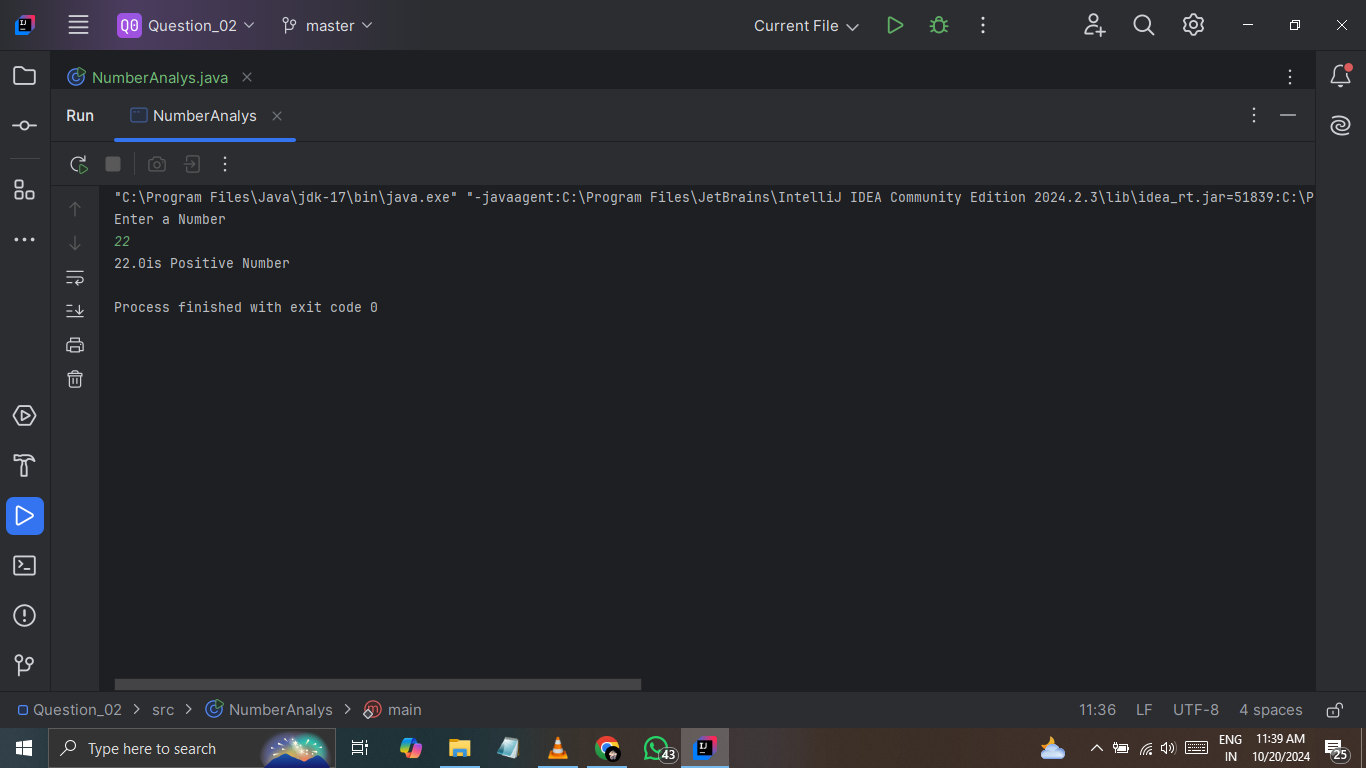 Q0 Question_02 master Current File
NumberAnalys.java
Run NumberAnalys
"C:\Program Files\Java\jdk-17\bin\java.exe" "-javaagent:C:\Program Files\JetBrains\IntelliJ IDEA Community Edition 2024.2.3\lib\idea_rt.jar=51839:C:\P
Enter a Number
22
22.0is Positive Number
Process finished with exit code 0
Question_02 > src > NumberAnalys > main 11:36 LF UTF-8 4 spaces
Type here to search
43
ENG
IN
11:39 AM
10/20/2024
25